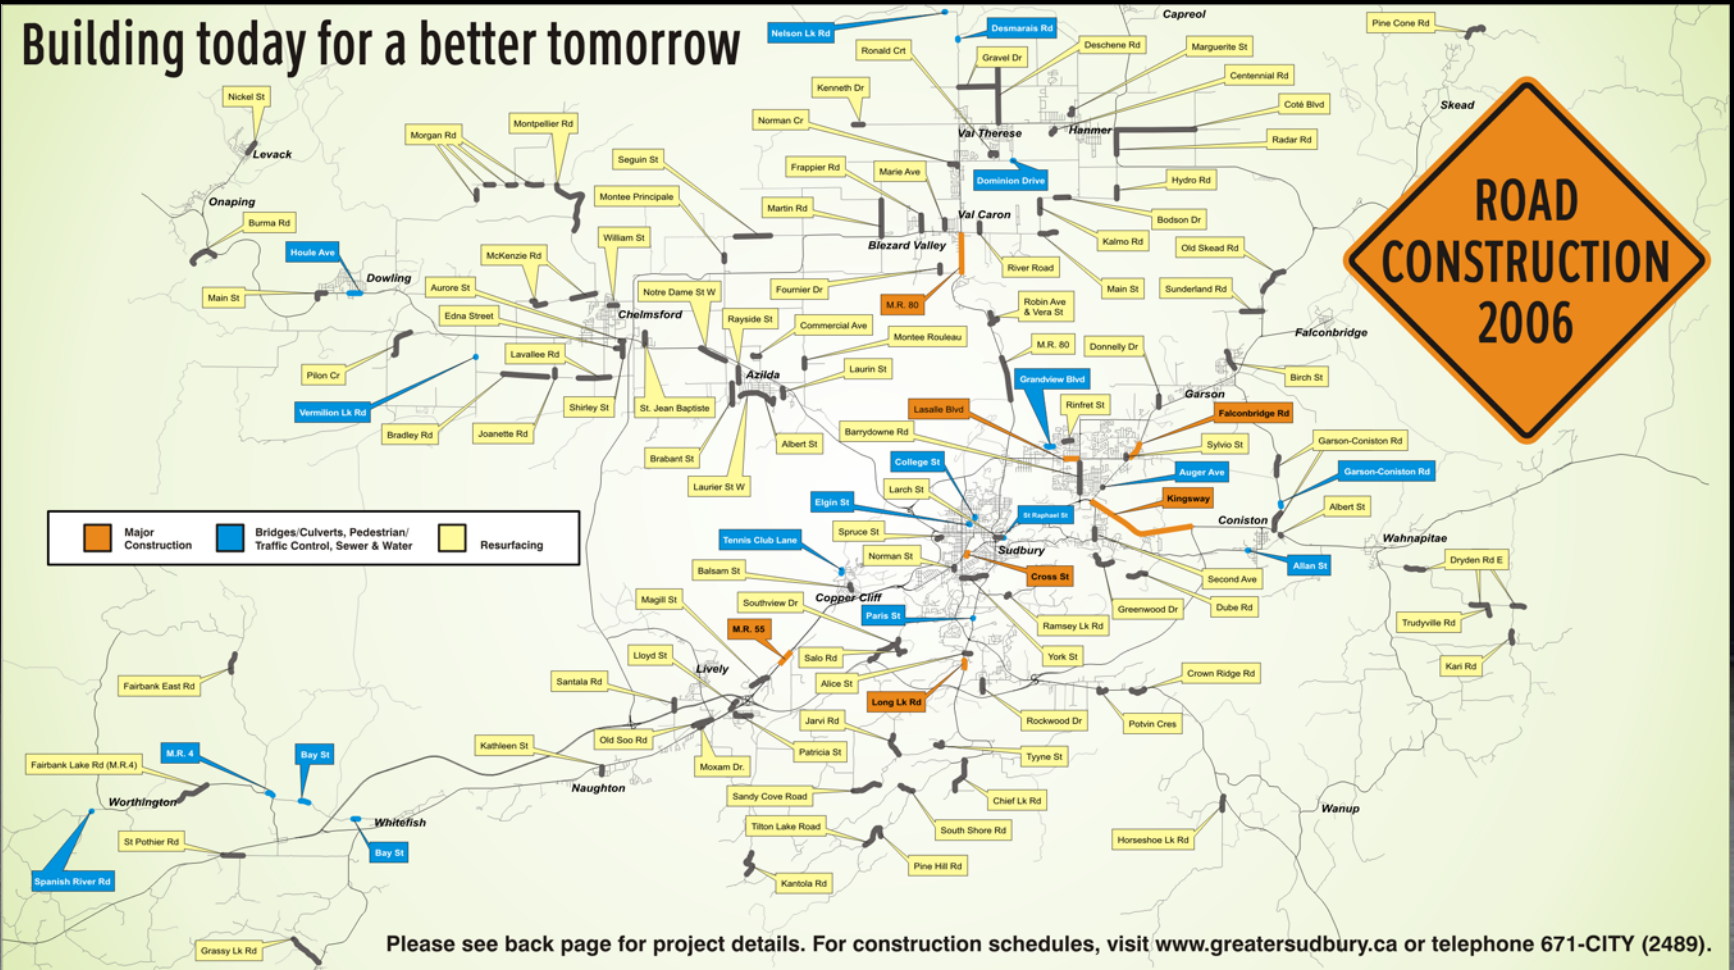 Building today for a better tomorrow
Nelson Lk Rd
Desmarais Rd
Capreol
Pine Cone Rd
Ronald Crt
Gravel Dr
Deschene Rd
Marguerite St
Centennial Rd
Kenneth Dr
Nickel St
Coté Blvd
Skead
Norman Cr
Val Therese
Hanmer
Morgan Rd
Montpellier Rd
Radar Rd
Levack
Seguin St
Frappier Rd
Marie Ave
Dominion Drive
Hydro Rd
ROAD
CONSTRUCTION
2006
Onaping
Montee Principale
Martin Rd
Val Caron
Bodson Dr
Burma Rd
William St
Blezard Valley
Kalmo Rd
Old Skead Rd
Houle Ave
McKenzie Rd
River Road
Dowling
Aurore St
Notre Dame St W
Fournier Dr
Main St
Sunderland Rd
Main St
M.R. 80
Robin Ave
& Vera St
Edna Street
Chelmsford
Rayside St
Commercial Ave
Falconbridge
Montee Rouleau
M.R. 80
Donnelly Dr
Lavallee Rd
Pilon Cr
Azilda
Laurin St
Grandview Blvd
Birch St
Garson
Vermilion Lk Rd
Shirley St
St. Jean Baptiste
Lasalle Blvd
Rinfret St
Falconbridge Rd
Bradley Rd
Joanette Rd
Albert St
Barrydowne Rd
Sylvio St
Garson-Coniston Rd
Brabant St
College St
Auger Ave
Garson-Coniston Rd
Laurier St W
Larch St
Elgin St
Kingsway
Albert St
St Raphael St
Coniston
Major
Construction
Bridges/Culverts, Pedestrian/
Traffic Control, Sewer & Water
Resurfacing
Tennis Club Lane
Spruce St
Sudbury
Wahnapitae
Norman St
Allan St
Dryden Rd E
Balsam St
Cross St
Second Ave
Copper Cliff
Magill St
Southview Dr
Paris St
Greenwood Dr
Dube Rd
Ramsey Lk Rd
Trudyville Rd
M.R. 55
Lloyd St
Salo Rd
York St
Lively
Kari Rd
Santala Rd
Alice St
Crown Ridge Rd
Fairbank East Rd
Long Lk Rd
Jarvi Rd
Rockwood Dr
Potvin Cres
Old Soo Rd
Kathleen St
Patricia St
M.R. 4
Bay St
Moxam Dr.
Tyyne St
Fairbank Lake Rd (M.R.4)
Naughton
Sandy Cove Road
Chief Lk Rd
Worthington
Wanup
Whitefish
Tilton Lake Road
South Shore Rd
Horseshoe Lk Rd
St Pothier Rd
Bay St
Pine Hill Rd
Spanish River Rd
Kantola Rd
Grassy Lk Rd
Please see back page for project details. For construction schedules, visit www.greatersudbury.ca or telephone 671-CITY (2489).